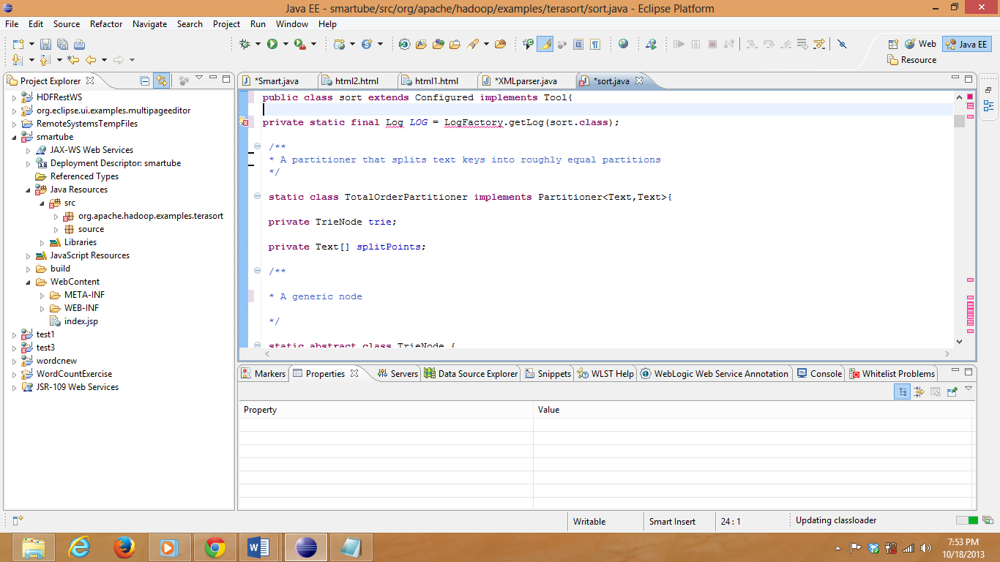 Java EE - smartube/src/org/apache/hadoop/examples/terasort/sort.java - Eclipse Platform
File Edit Source Refactor Navigate Search Project Run Window Help
Web Java EE
Resource
Project Explorer
HDFRestWS
org.eclipse.ui.examples.multipageeditor
RemoteSystemsTempFiles
smartube
JAX-WS Web Services
Deployment Descriptor: smartube
Referenced Types
Java Resources
src
org.apache.hadoop.examples.terasort
source
Libraries
JavaScript Resources
build
WebContent
META-INF
WEB-INF
index.jsp
test1
test3
wordcnew
WordCountExercise
JSR-109 Web Services
*Smart.java html2.html html1.html *XMLparser.java *sort.java
public class sort extends Configured implements Tool{
private static final Log LOG = LogFactory.getLog(sort.class);
/**
* A partitioner that splits text keys into roughly equal partitions
*/
static class TotalOrderPartitioner implements Partitioner<Text,Text>{
private TrieNode trie;
private Text[] splitPoints;
/**
* A generic node
*/
static abstract class TrieNode {
Markers Properties Servers Data Source Explorer Snippets WLST Help WebLogic Web Service Annotation Console Whitelist Problems
Property Value
Writable Smart Insert 24 : 1 Updating classloader
7:53 PM
10/18/2013